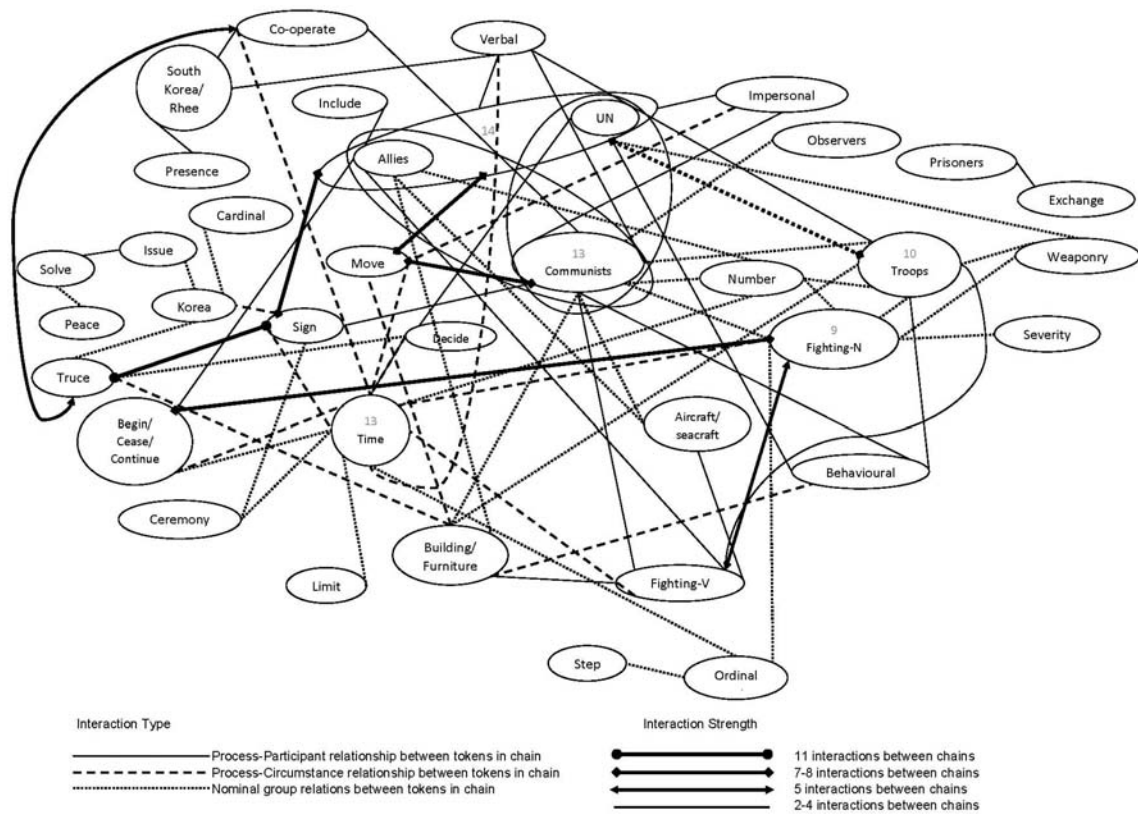 Co-operate
Verbal
South
Korea/
Rhee
Include
UN
Impersonal
14
Allies
Observers
Presence
Prisoners
Exchange
Cardinal
Issue
Solve
Move
13
Communists
Number
10
Troops
Weaponry
Korea
Peace
Sign
Decide
9
Fighting-N
Severity
Truce
Begin/
Cease/
Continue
13
Time
Aircraft/
seacraft
Behavioural
Ceremony
Building/
Furniture
Limit
Fighting-V
Step
Ordinal
Interaction Type
Process-Participant relationship between tokens in chain
Process-Circumstance relationship between tokens in chain
Nominal group relations between tokens in chain
Interaction Strength
11 interactions between chains
7-8 interactions between chains
5 interactions between chains
2-4 interactions between chains